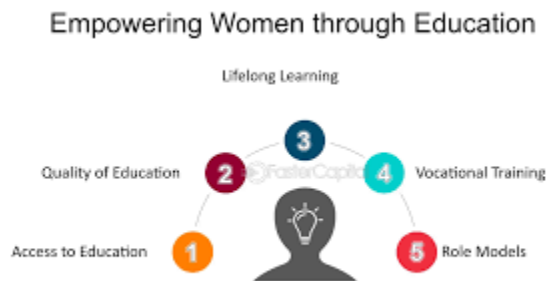 Empowering Women through Education
Lifelong Learning
3
Quality of Education 2 FasterCapital 4 Vocational Training
Access to Education 1 5 Role Models